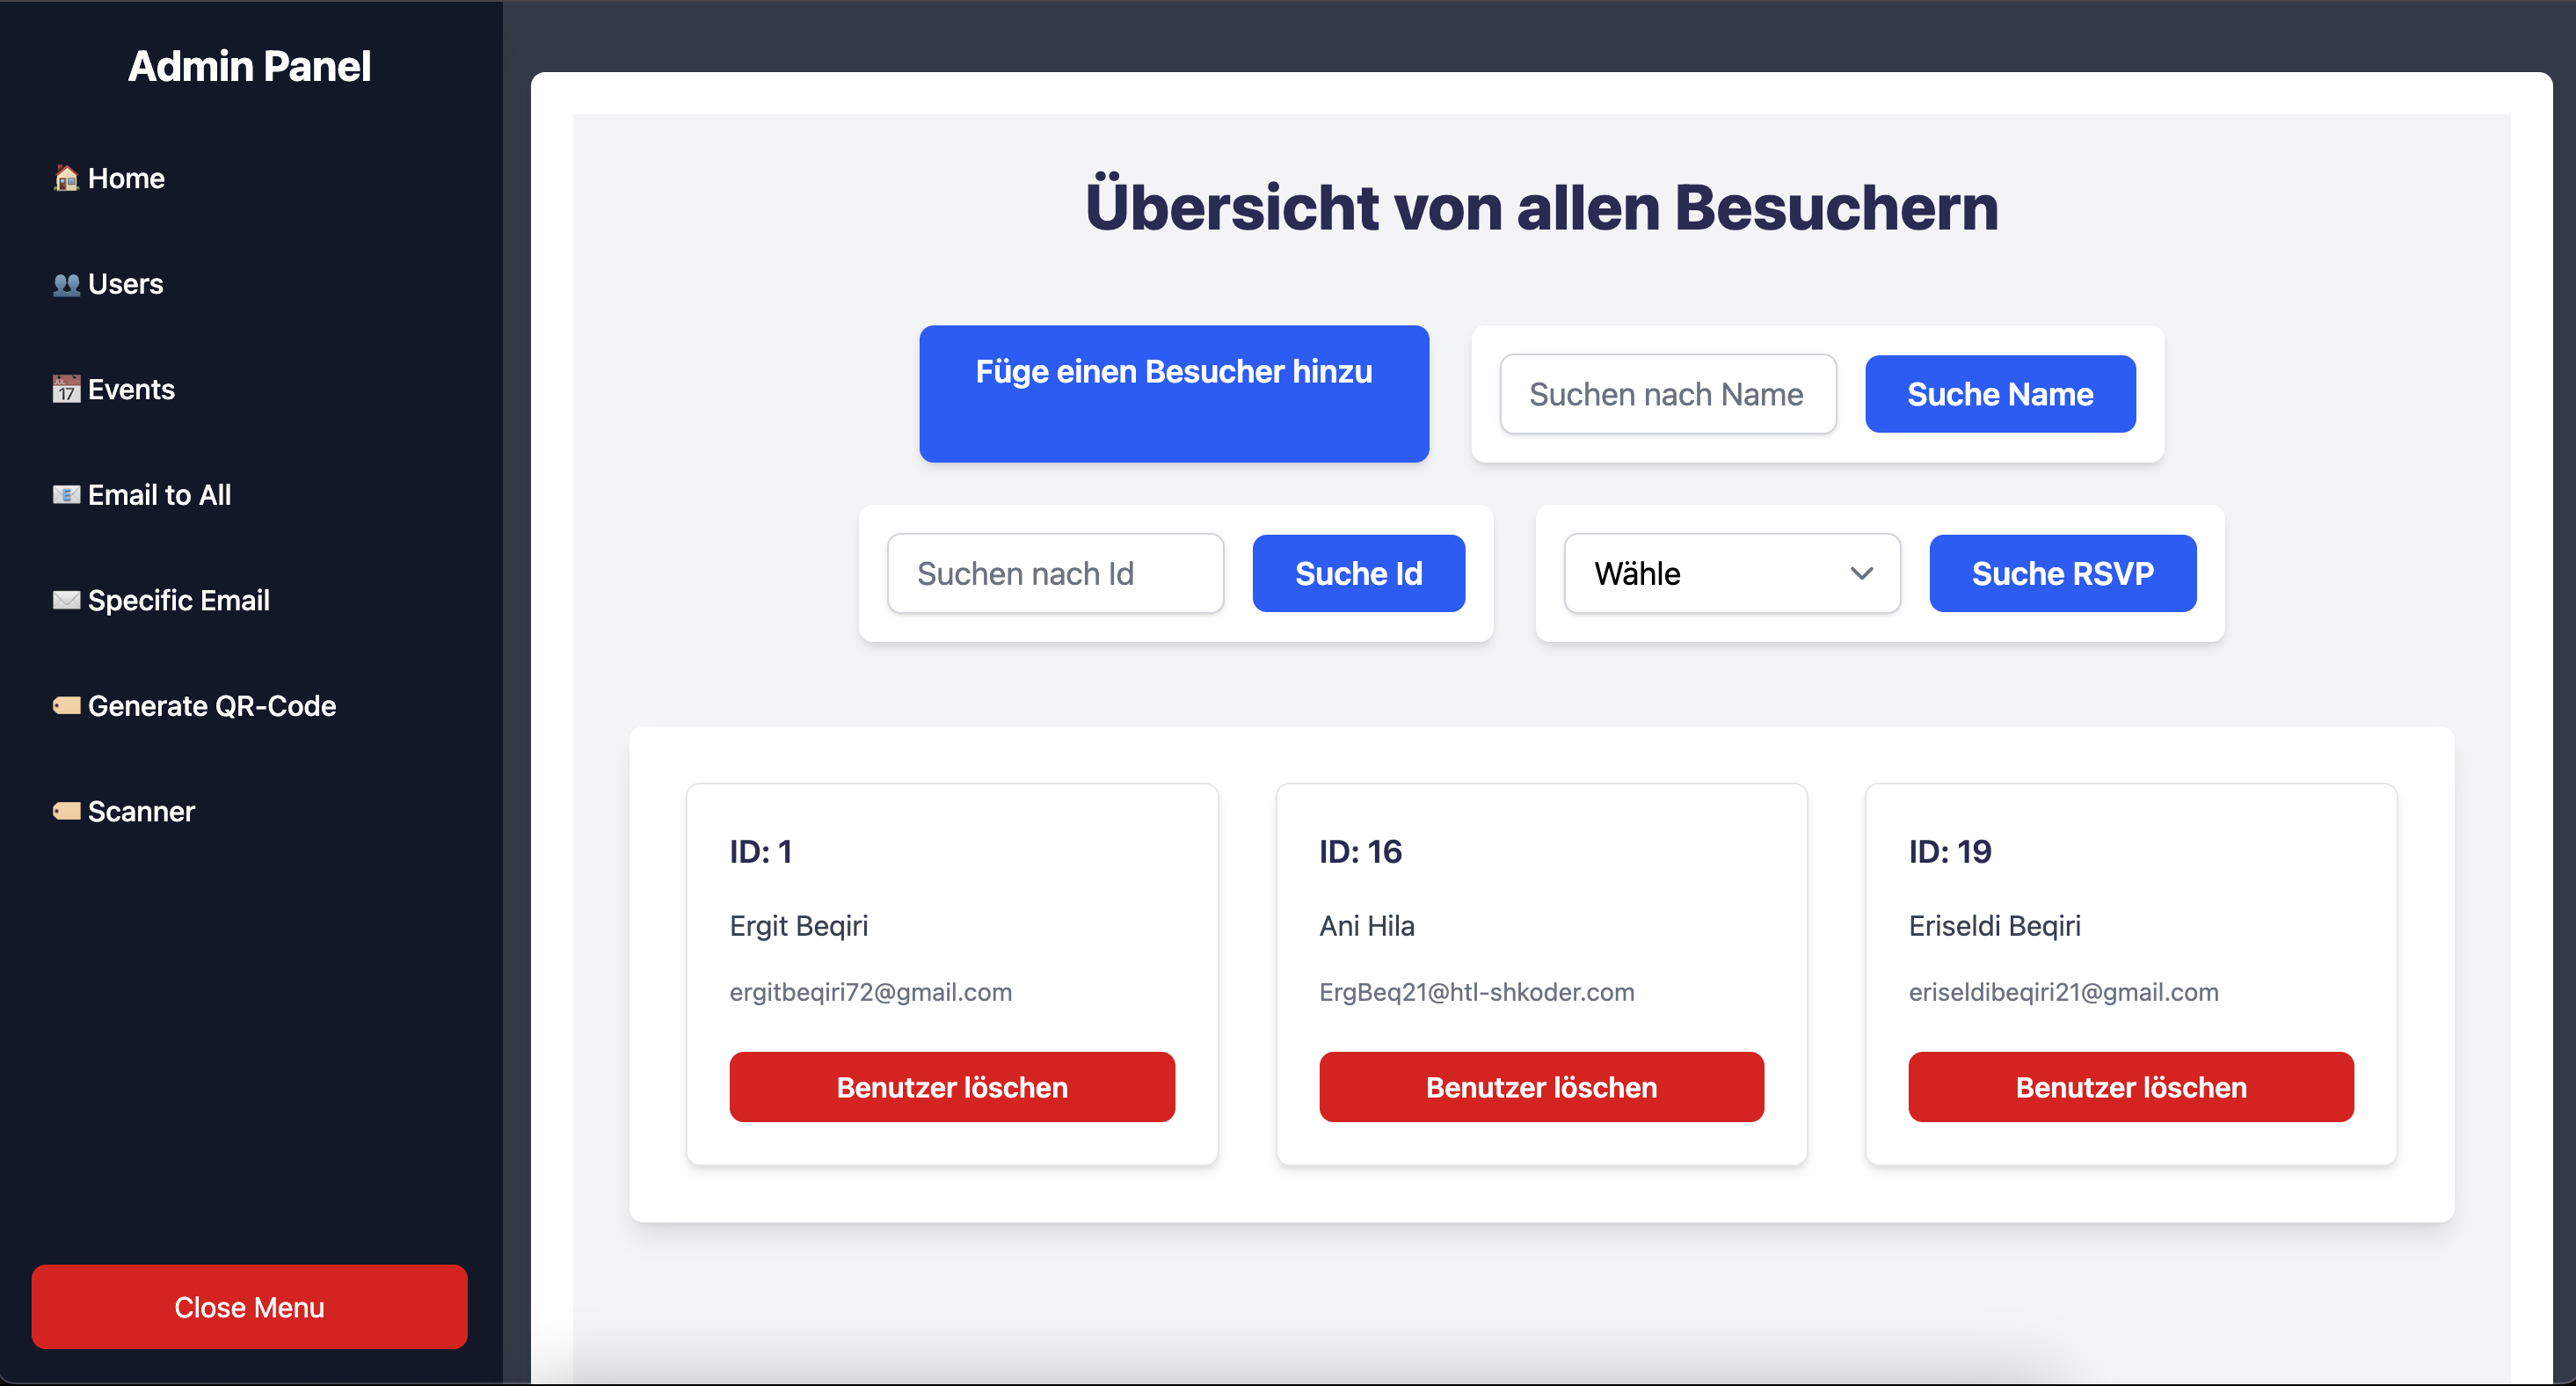 Admin Panel
Home
Users
JUL
17
Events
Email to All
Specific Email
Generate QR-Code
Scanner
Close Menu
Übersicht von allen Besuchern
Füge einen Besucher hinzu
Suchen nach Name
Suche Name
Suchen nach Id
Suche Id
Wähle
Suche RSVP
ID: 1
Ergit Beqiri
ergitbeqiri72@gmail.com
Benutzer löschen
ID: 16
Ani Hila
ErgBeq21@htl-shkoder.com
Benutzer löschen
ID: 19
Eriseldi Beqiri
eriseldibeqiri21@gmail.com
Benutzer löschen